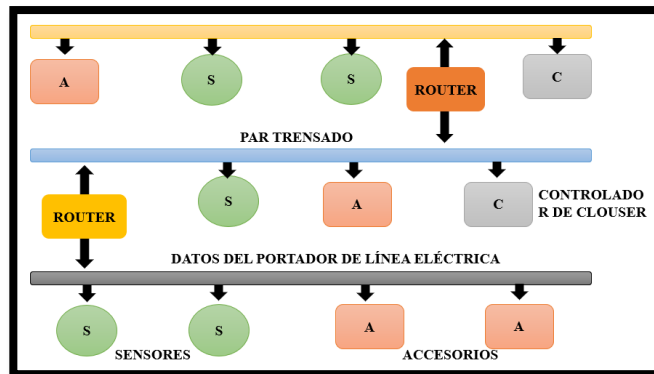 A
S
S
ROUTER
C
PAR TRENSADO
S
A
C
CONTROLADO
R DE CLOUSER
ROUTER
DATOS DEL PORTADOR DE LÍNEA ELÉCTRICA
S
S
A
A
SENSORES
ACCESORIOS